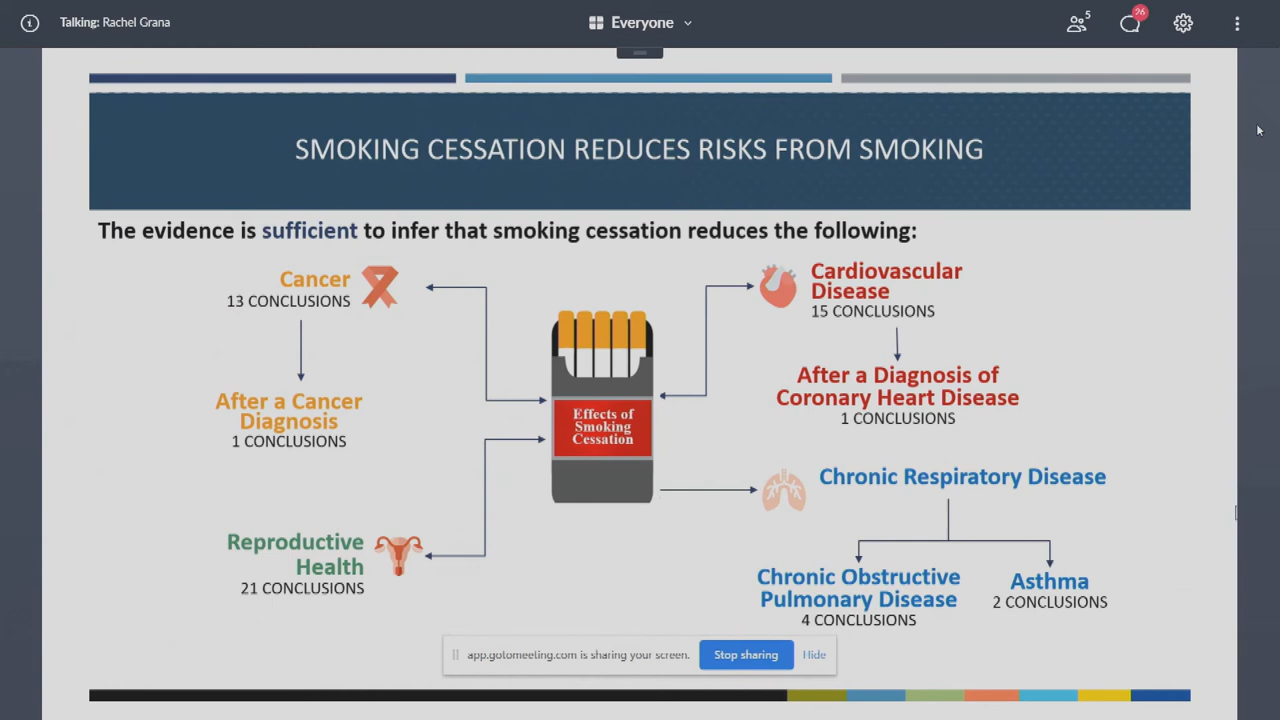 Talking: Rachel Grana
Everyone
5
26
SMOKING CESSATION REDUCES RISKS FROM SMOKING
The evidence is sufficient to infer that smoking cessation reduces the following:
Cancer
13 CONCLUSIONS
After a Cancer
Diagnosis
1 CONCLUSIONS
Reproductive
Health
21 CONCLUSIONS
Effects of
Smoking
Cessation
Cardiovascular
Disease
15 CONCLUSIONS
After a Diagnosis of
Coronary Heart Disease
1 CONCLUSIONS
Chronic Respiratory Disease
Chronic Obstructive
Pulmonary Disease
4 CONCLUSIONS
Asthma
2 CONCLUSIONS
app.gotomeeting.com is sharing your screen.
Stop sharing
Hide